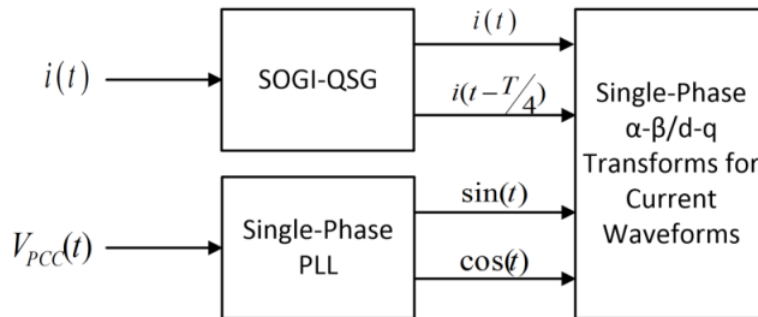 i(t)
SOGI-QSG
i(t)
i(t-T/4)
V_PCC(t)
Single-Phase
PLL
sin(t)
cos(t)
Single-Phase
α-β/d-q
Transforms for
Current
Waveforms